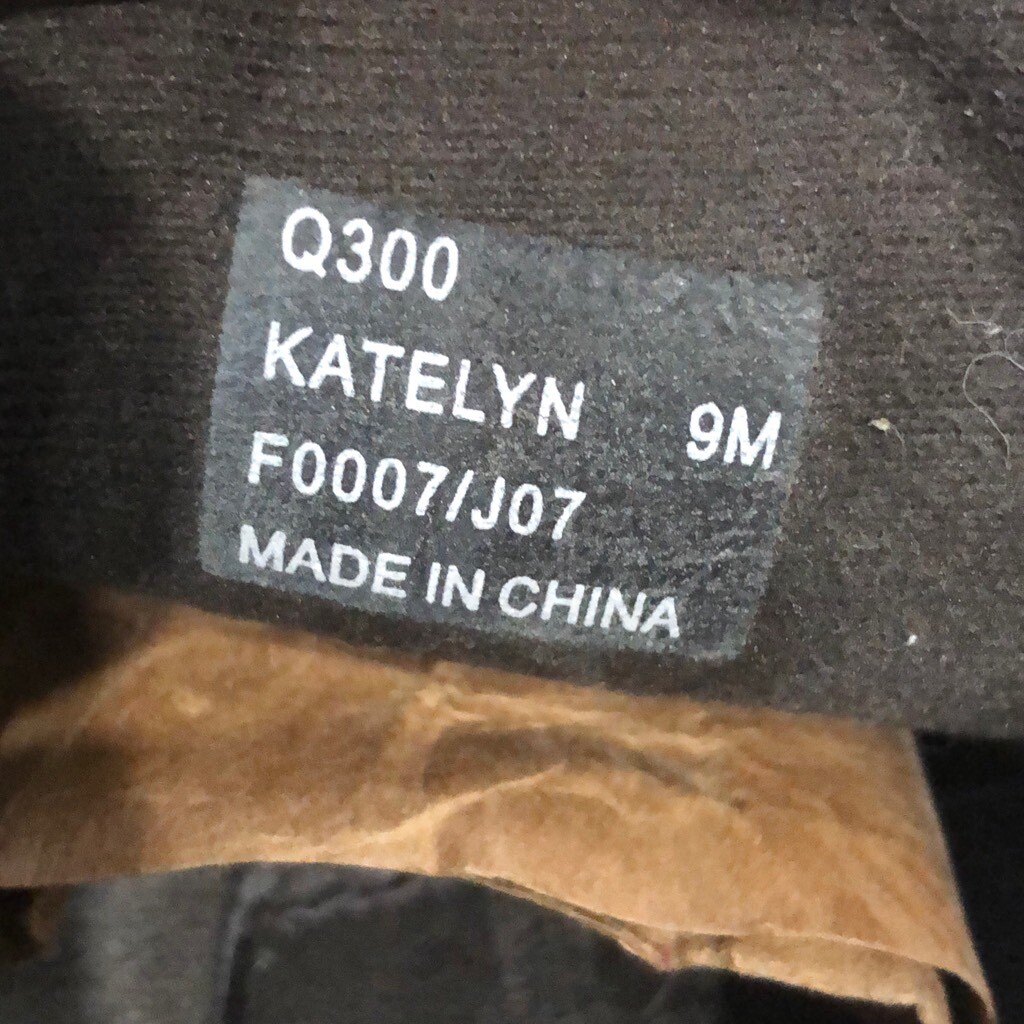 Q300
KATELYN 9M
F0007/J07
MADE IN CHINA